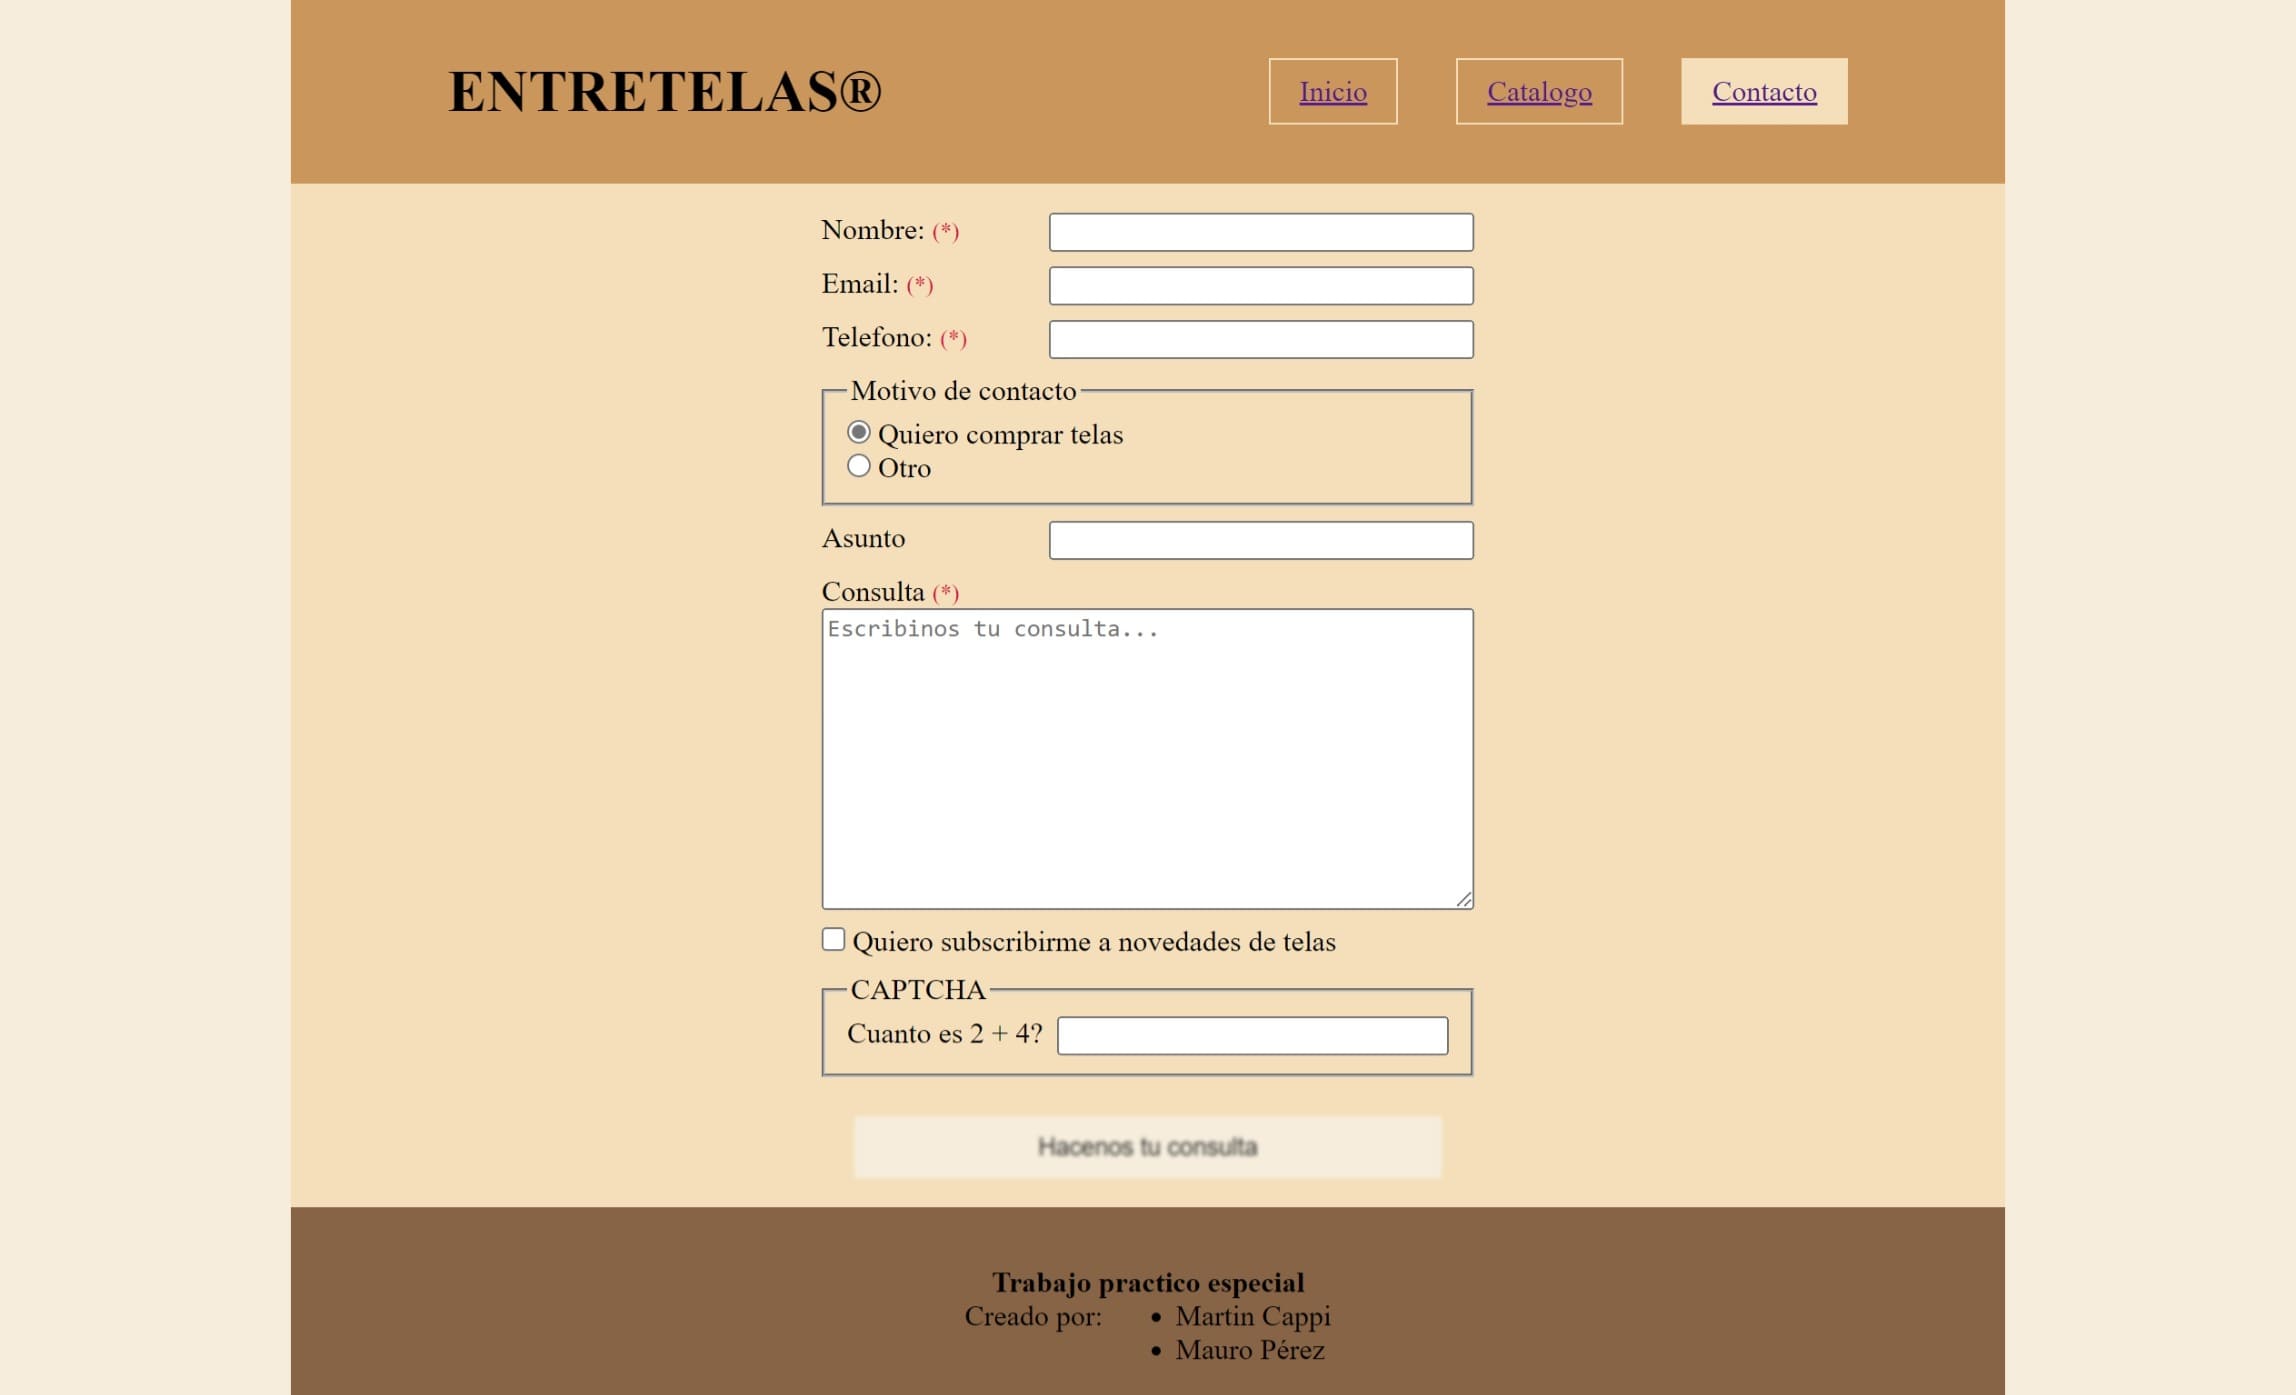 ENTRETELAS®
Inicio
Catalogo
Contacto
Nombre: (*)
Email: (*)
Telefono: (*)
Motivo de contacto
Quiero comprar telas
Otro
Asunto
Consulta (*)
Escribinos tu consulta...
Quiero subscribirme a novedades de telas
CAPTCHA
Cuanto es 2 + 4?
Hacenos tu consulta
Trabajo practico especial
Creado por:
• Martin Cappi
• Mauro Pérez